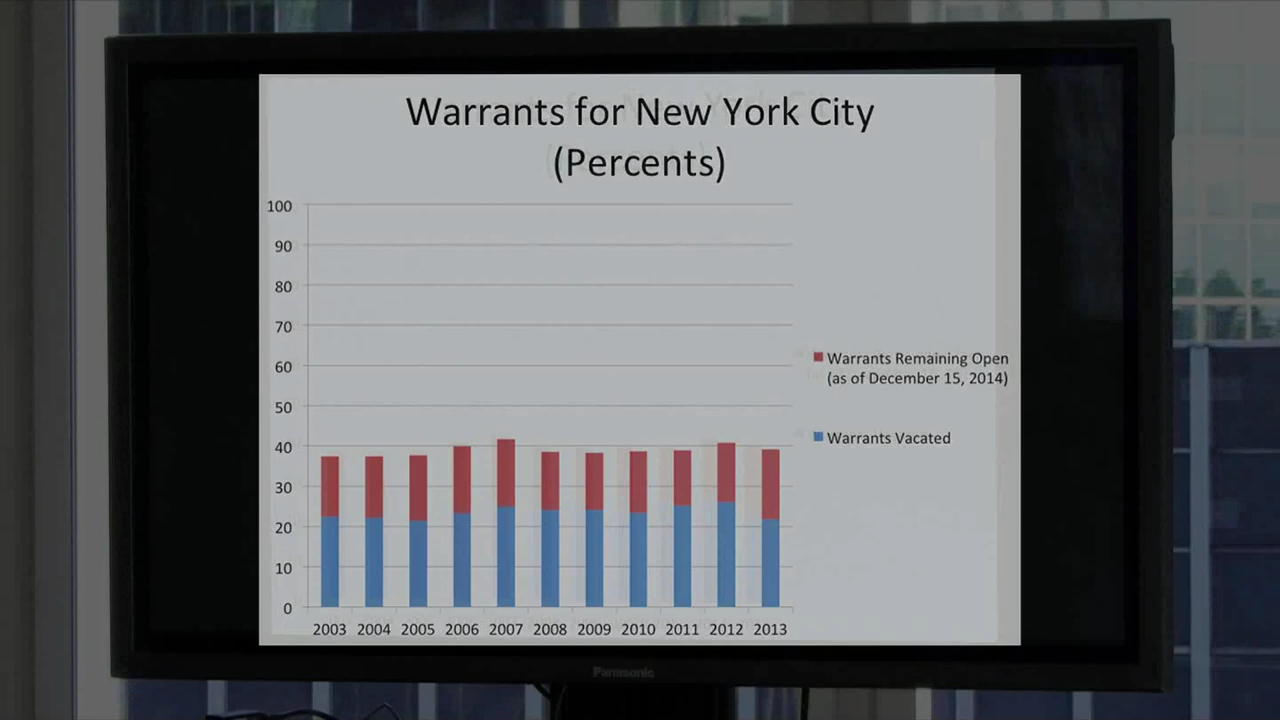 Warrants for New York City
(Percents)
100
90
80
70
60
50
40
30
20
10
0
2003 2004 2005 2006 2007 2008 2009 2010 2011 2012 2013
Warrants Remaining Open
(as of December 15, 2014)
Warrants Vacated
Panasonic